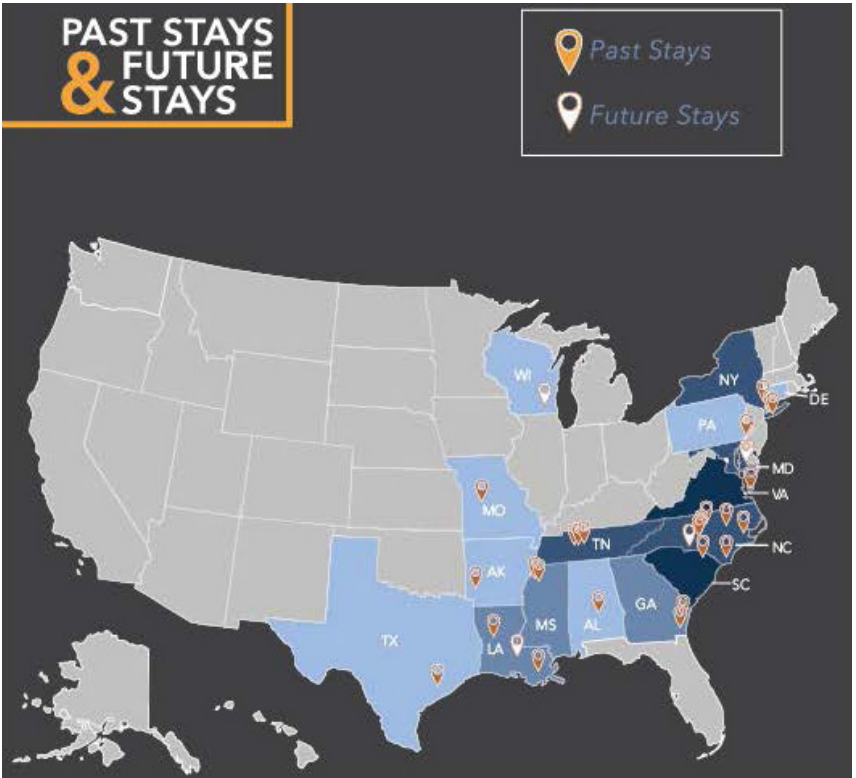 PAST STAYS
& FUTURE
STAYS
Past Stays
Future Stays
WI
NY
DE
PA
MD
VA
MO
TN
NC
AK
SC
GA
MS
AL
LA
TX